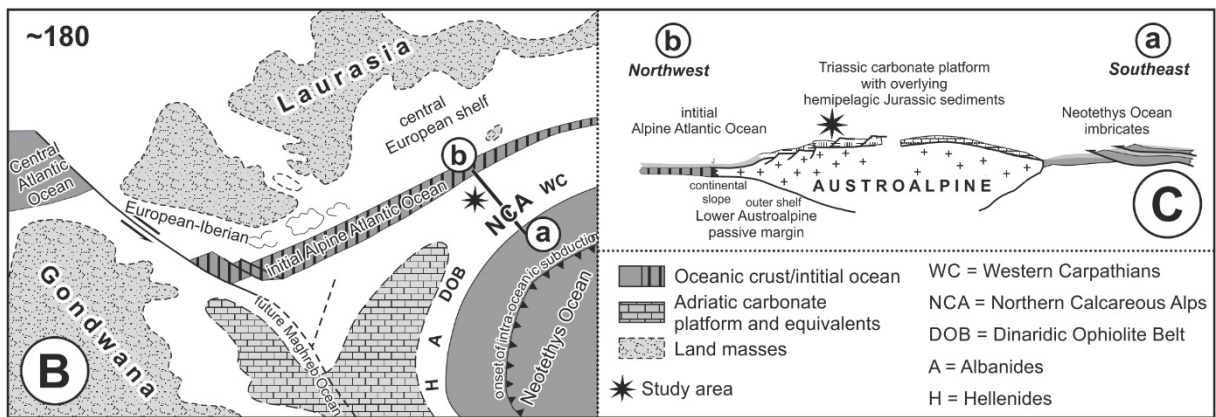 ~180
Laurasia
central
European shelf
b
Central
Atlantic
Ocean
European-Iberian
initial Alpine Atlantic Ocean
NCA
WC
a
Gondwana
future Maghreb Ocean
DOB
A
H
onset of intra-oceanic subduction
Neotethys Ocean
B
b
Northwest
a
Southeast
Triassic carbonate platform
with overlying
hemipelagic Jurassic sediments
intitial
Alpine Atlantic Ocean
Neotethys Ocean
imbricates
AUSTROALPINE
continental
slope
outer shelf
Lower Austroalpine
passive margin
C
Oceanic crust/intitial ocean
Adriatic carbonate
platform and equivalents
Land masses
Study area
WC = Western Carpathians
NCA = Northern Calcareous Alps
DOB = Dinaridic Ophiolite Belt
A = Albanides
H = Hellenides